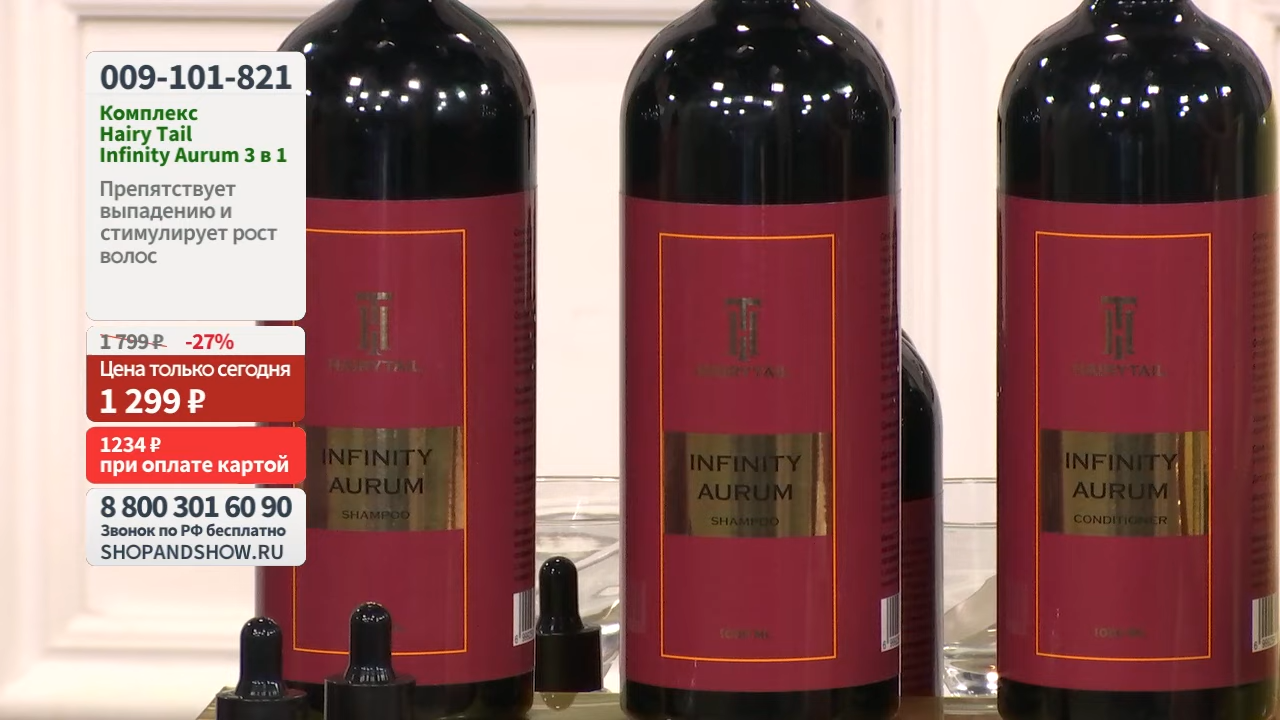 009-101-821
Комплекс
Hairy Tail
Infinity Aurum 3 в 1
Препятствует
выпадению и
стимулирует рост
волос
1 799 ₽ -27%
Цена только сегодня
1 299 ₽
1234 ₽
при оплате картой
8 800 301 60 90
Звонок по РФ бесплатно
SHOPANDSHOW.RU
HAIRY TAIL
INFINITY
AURUM
SHAMPOO
HAIRY TAIL
INFINITY
AURUM
SHAMPOO
HAIRY TAIL
INFINITY
AURUM
CONDITIONER